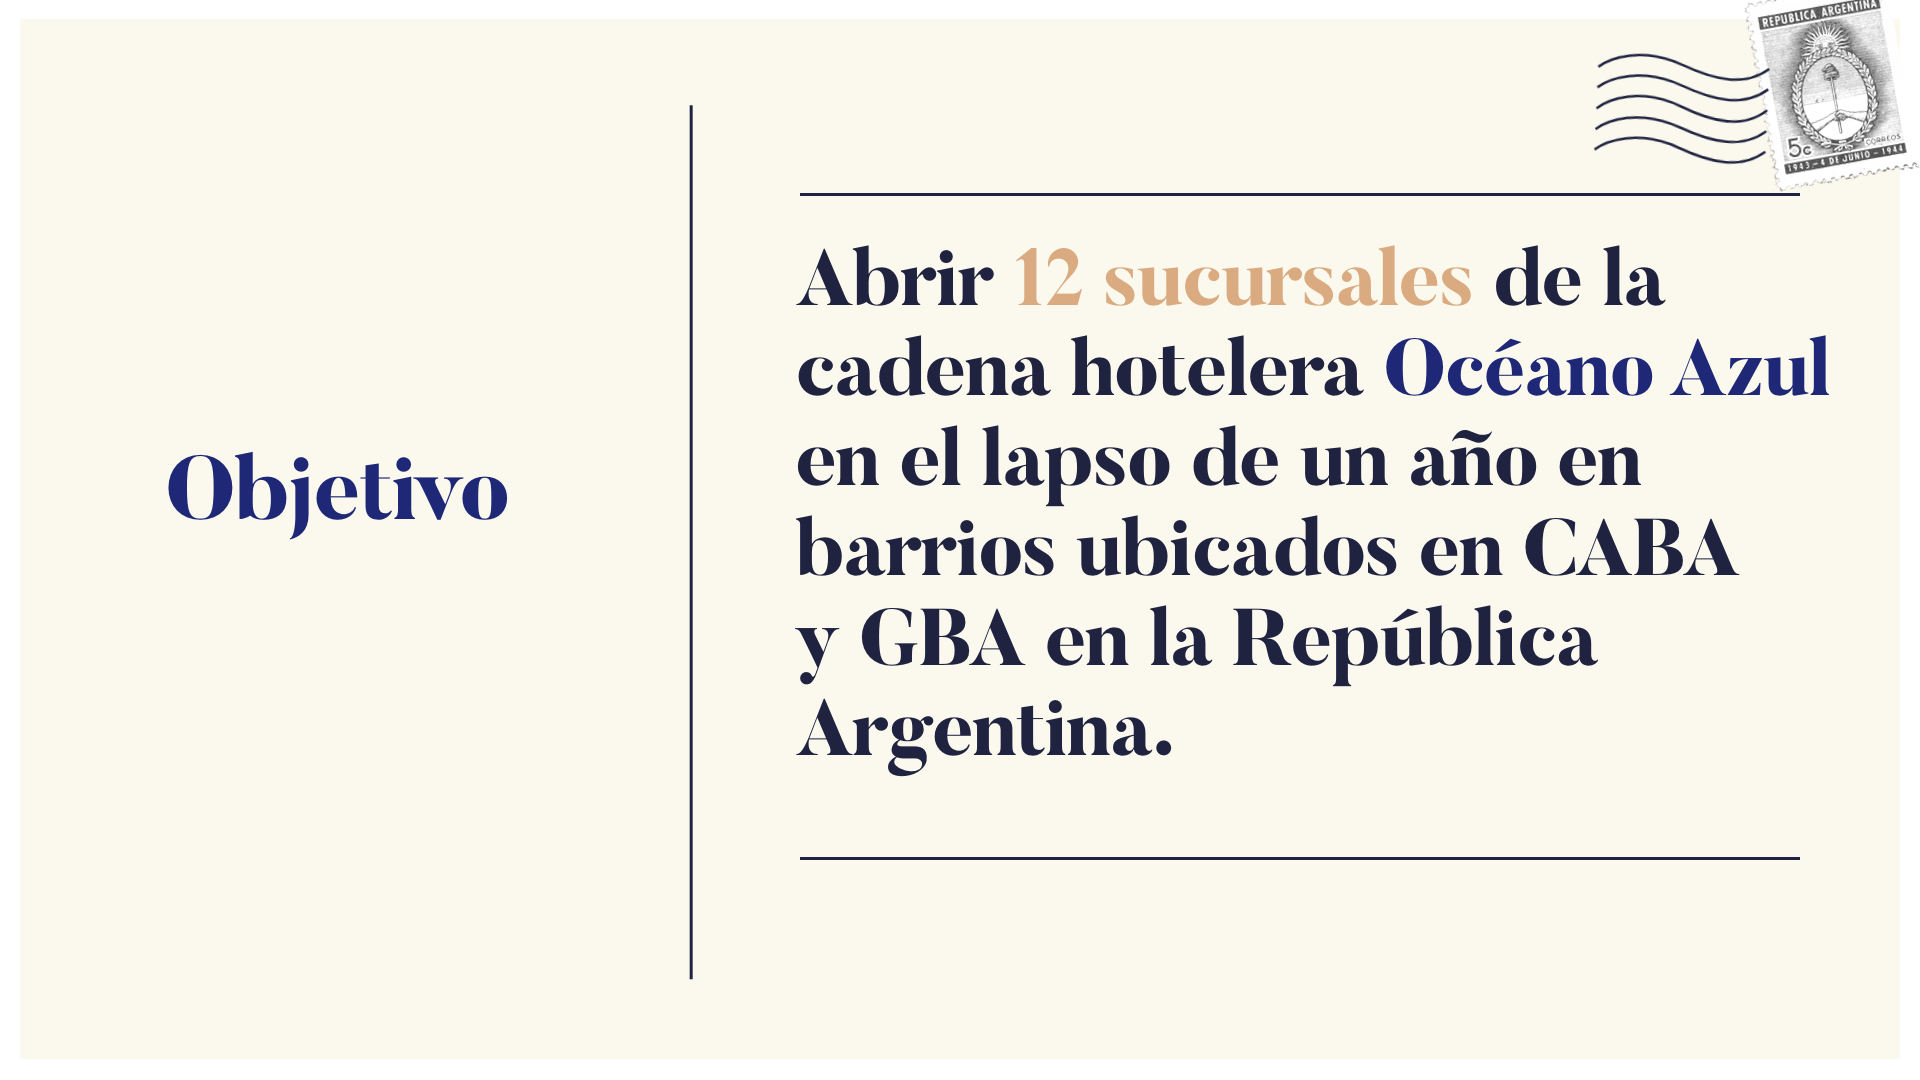 REPUBLICA ARGENTINA
5c
CORREOS
1943 - 4 DE JUNIO - 1944
Objetivo
Abrir 12 sucursales de la
cadena hotelera Océano Azul
en el lapso de un año en
barrios ubicados en CABA
y GBA en la República
Argentina.